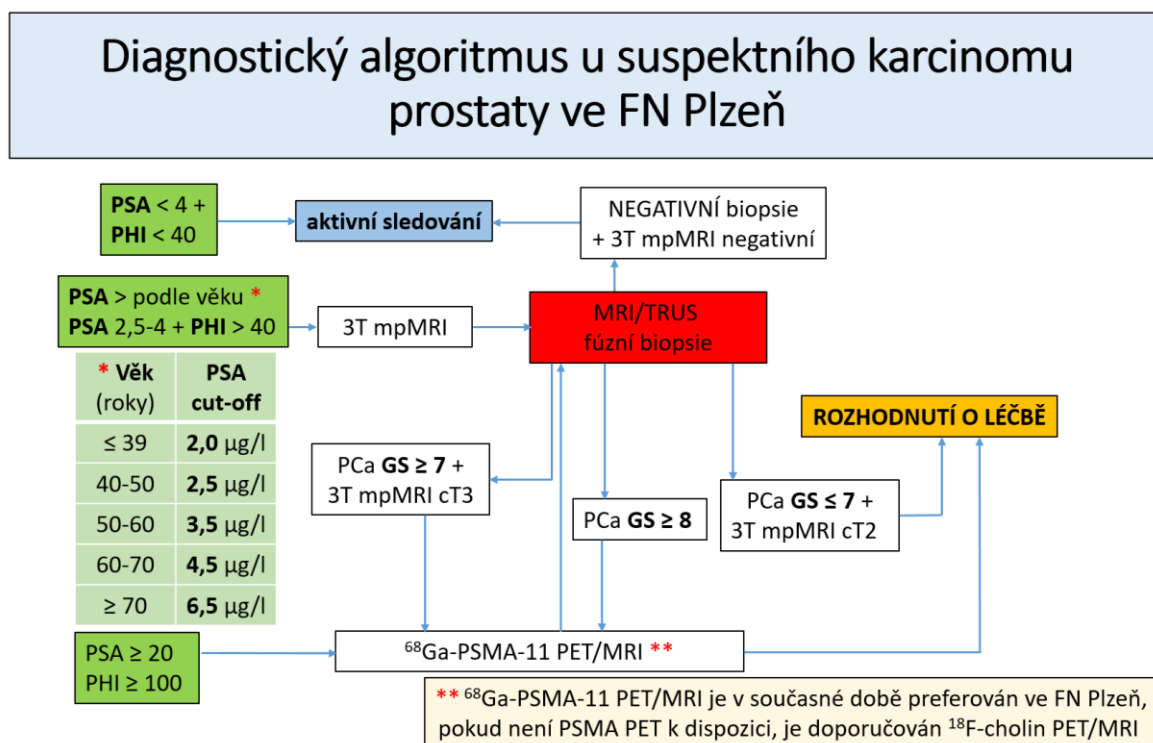 Diagnostický algoritmus u suspektního karcinomu
prostaty ve FN Plzeň
PSA < 4 +
PHI < 40
aktivní sledování
NEGATIVNÍ biopsie
+ 3T mpMRI negativní
PSA > podle věku *
PSA 2,5-4 + PHI > 40
3T mpMRI
MRI/TRUS
fúzní biopsie
* Věk
(roky)
PSA
cut-off
≤ 39 2,0 µg/l
40-50 2,5 µg/l
50-60 3,5 µg/l
60-70 4,5 µg/l
≥ 70 6,5 µg/l
ROZHODNUTÍ O LÉČBĚ
PCa GS ≥ 7 +
3T mpMRI cT3
PCa GS ≥ 8
PCa GS ≤ 7 +
3T mpMRI cT2
PSA ≥ 20
PHI ≥ 100
⁶⁸Ga-PSMA-11 PET/MRI **
** ⁶⁸Ga-PSMA-11 PET/MRI je v současné době preferován ve FN Plzeň,
pokud není PSMA PET k dispozici, je doporučován ¹⁸F-cholin PET/MRI